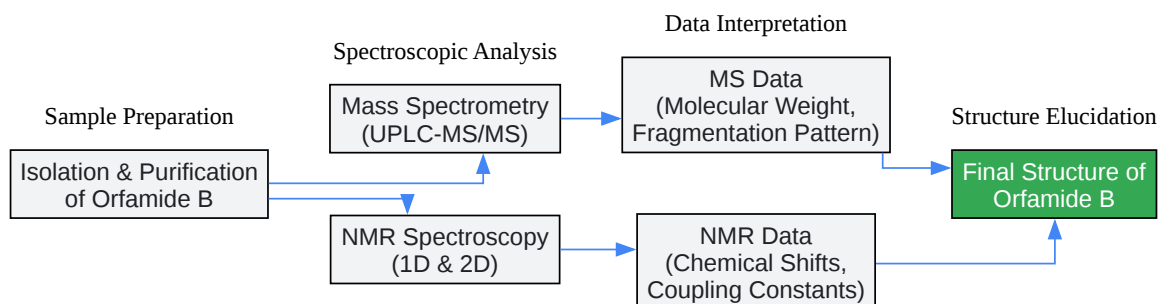 Sample Preparation
Isolation & Purification
of Orfamide B
Spectroscopic Analysis
Mass Spectrometry
(UPLC-MS/MS)
NMR Spectroscopy
(1D & 2D)
Data Interpretation
MS Data
(Molecular Weight,
Fragmentation Pattern)
NMR Data
(Chemical Shifts,
Coupling Constants)
Structure Elucidation
Final Structure of
Orfamide B